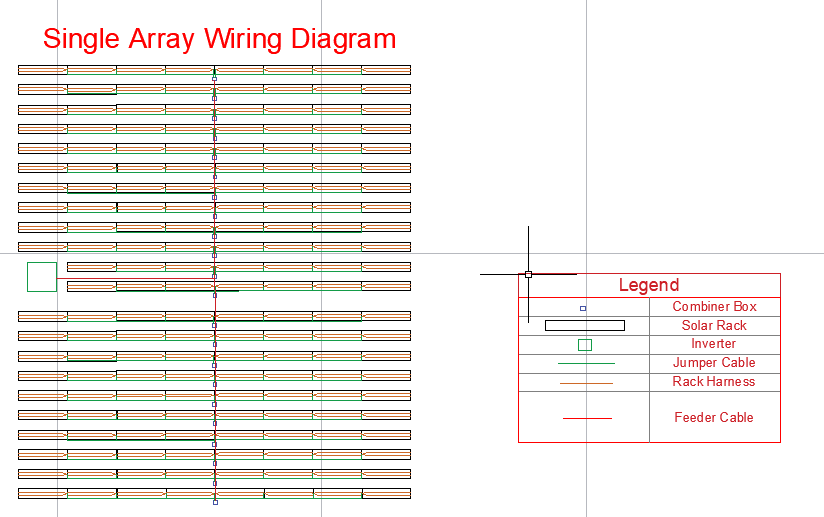 Single Array Wiring Diagram
Legend
Combiner Box
Solar Rack
Inverter
Jumper Cable
Rack Harness
Feeder Cable